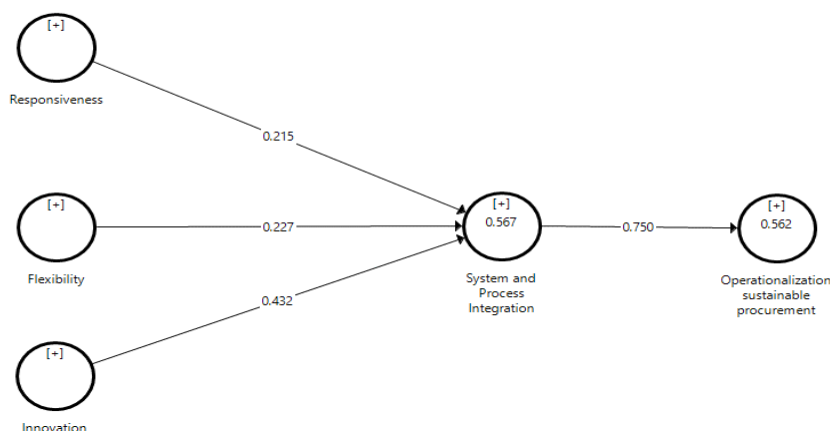 [+]
Responsiveness
0.215
[+]
Flexibility
0.227
[+]
Innovation
0.432
[+]
0.567
System and
Process
Integration
0.750
[+]
0.562
Operationalization
sustainable
procurement